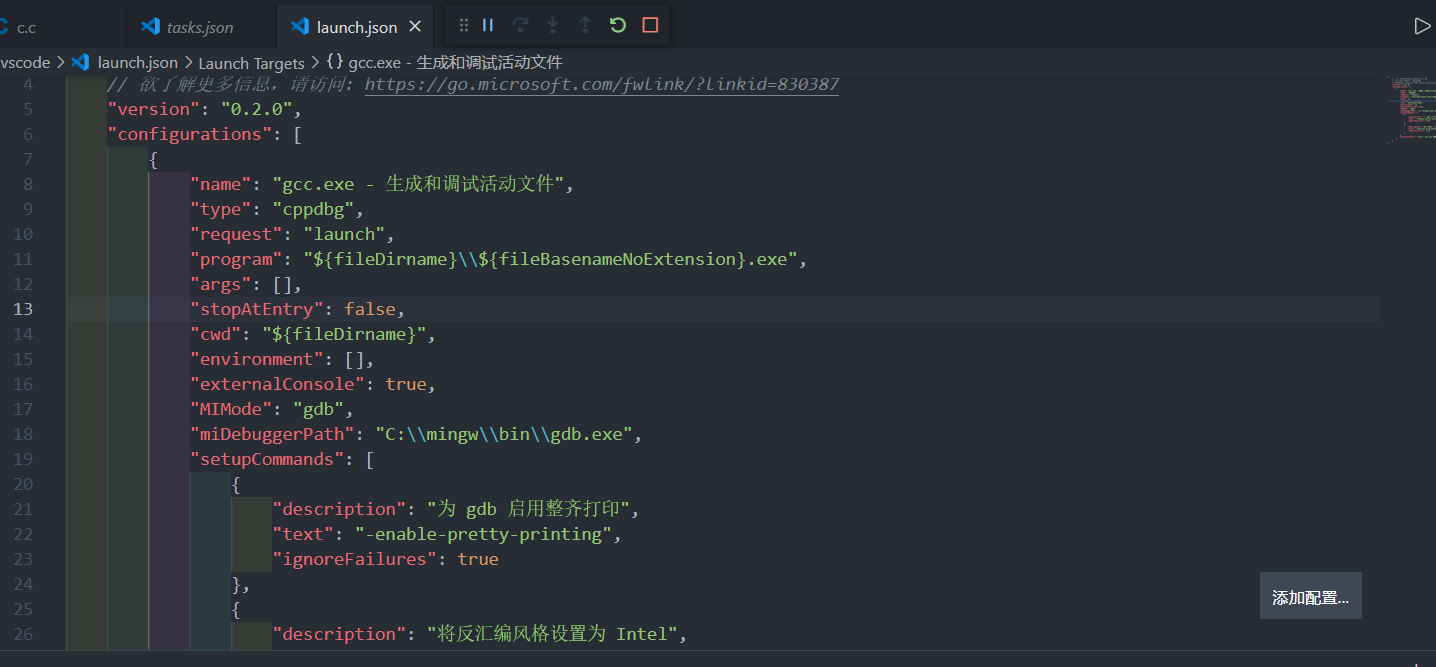 c.c tasks.json launch.json
vscode > launch.json > Launch Targets > {} gcc.exe - 生成和调试活动文件
4 // 欲了解更多信息，请访问: https://go.microsoft.com/fwlink/?linkid=830387
5 "version": "0.2.0",
6 "configurations": [
7 {
8 "name": "gcc.exe - 生成和调试活动文件",
9 "type": "cppdbg",
10 "request": "launch",
11 "program": "${fileDirname}\\${fileBasenameNoExtension}.exe",
12 "args": [],
13 "stopAtEntry": false,
14 "cwd": "${fileDirname}",
15 "environment": [],
16 "externalConsole": true,
17 "MIMode": "gdb",
18 "miDebuggerPath": "C:\\mingw\\bin\\gdb.exe",
19 "setupCommands": [
20 {
21 "description": "为 gdb 启用整齐打印",
22 "text": "-enable-pretty-printing",
23 "ignoreFailures": true
24 },
25 {
26 "description": "将反汇编风格设置为 Intel",
添加配置...